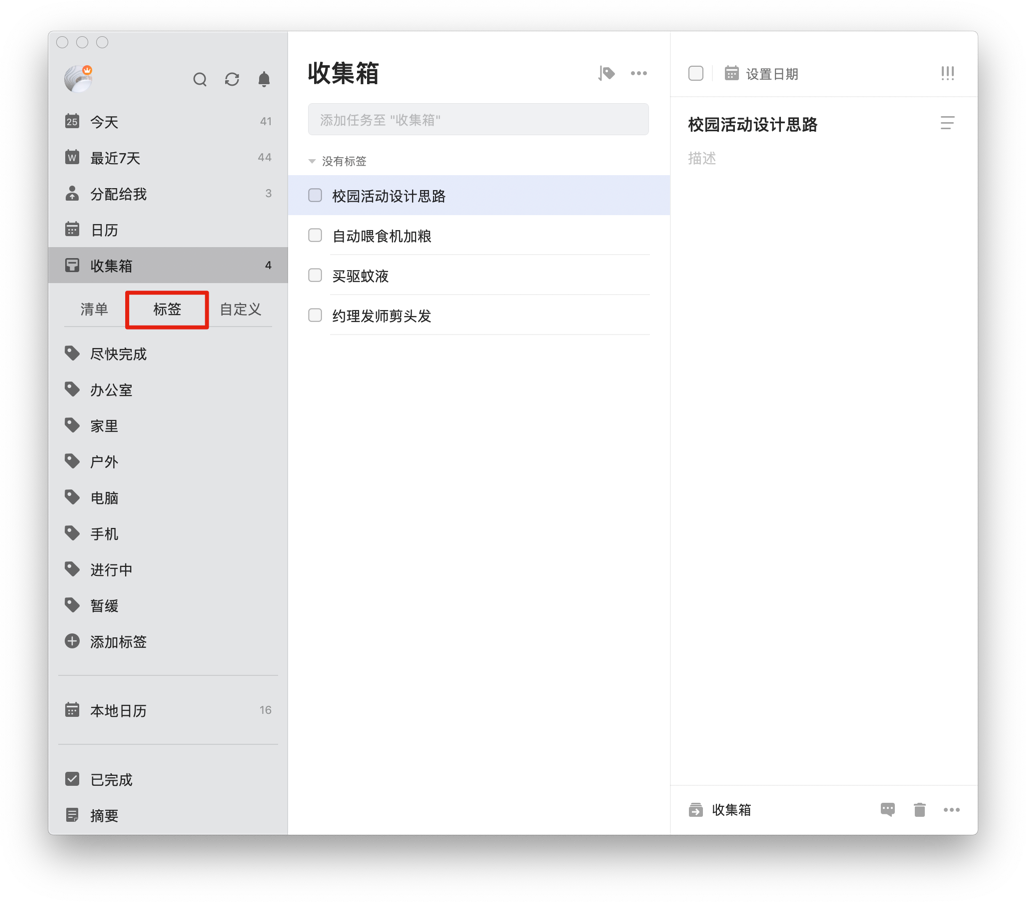 25 今天 41
W 最近7天 44
分配给我 3
日历
收集箱 4
清单 标签 自定义
尽快完成
办公室
家里
户外
电脑
手机
进行中
暂缓
添加标签
本地日历 16
已完成
摘要
收集箱
添加任务至 "收集箱"
没有标签
校园活动设计思路
自动喂食机加粮
买驱蚊液
约理发师剪头发
设置日期
校园活动设计思路
描述
收集箱